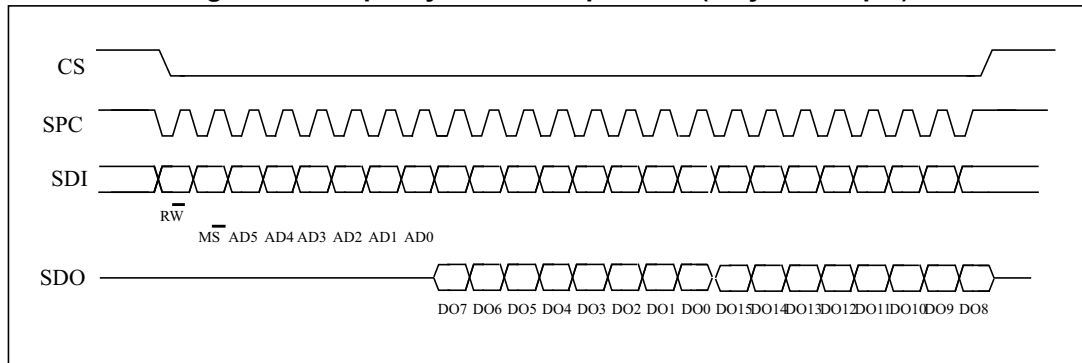 CS
SPC
SDI
RW
MS AD5 AD4 AD3 AD2 AD1 AD0
SDO
DO7 DO6 DO5 DO4 DO3 DO2 DO1 DO0 DO15 DO14 DO13 DO12 DO11 DO10 DO9 DO8